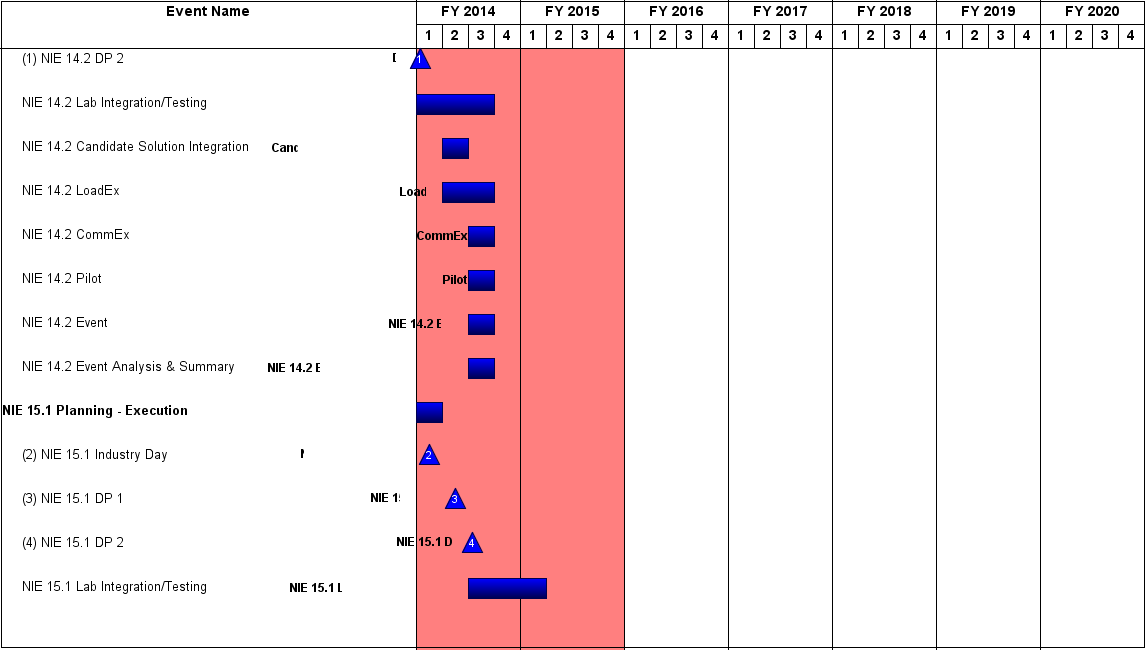 Event Name FY 2014 FY 2015 FY 2016 FY 2017 FY 2018 FY 2019 FY 2020
1 2 3 4 1 2 3 4 1 2 3 4 1 2 3 4 1 2 3 4 1 2 3 4 1 2 3 4
(1) NIE 14.2 DP 2 1
NIE 14.2 Lab Integration/Testing
NIE 14.2 Candidate Solution Integration Cand
NIE 14.2 LoadEx Load
NIE 14.2 CommEx CommEx
NIE 14.2 Pilot Pilot
NIE 14.2 Event NIE 14.2 E
NIE 14.2 Event Analysis & Summary NIE 14.2 E
NIE 15.1 Planning - Execution
(2) NIE 15.1 Industry Day 2
(3) NIE 15.1 DP 1 NIE 1 3
(4) NIE 15.1 DP 2 NIE 15.1 D 4
NIE 15.1 Lab Integration/Testing NIE 15.1 L